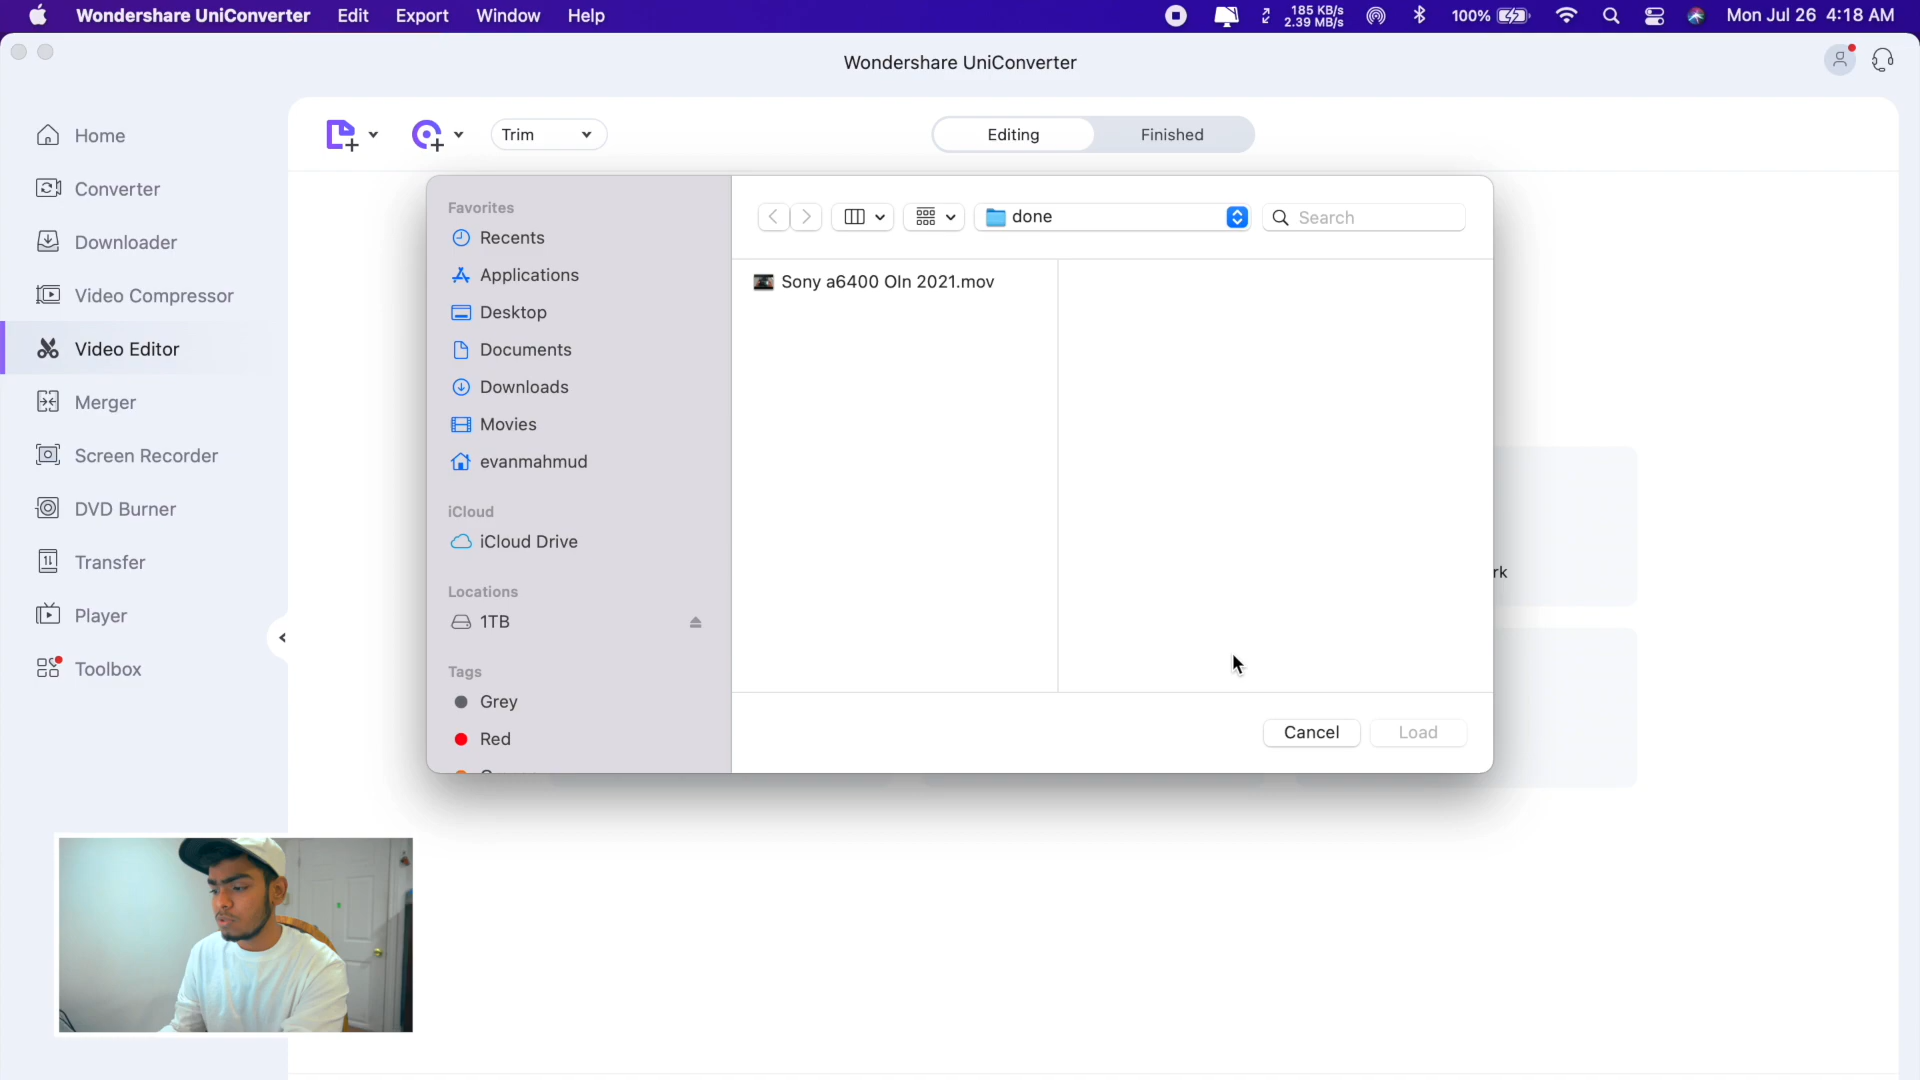 Wondershare UniConverter Edit Export Window Help
185 KB/s
2.39 MB/s
100%
Mon Jul 26 4:18 AM
Wondershare UniConverter
Home
Converter
Downloader
Video Compressor
Video Editor
Merger
Screen Recorder
DVD Burner
Transfer
Player
Toolbox
Trim
Editing
Finished
Favorites
Recents
Applications
Desktop
Documents
Downloads
Movies
evanmahmud
iCloud
iCloud Drive
Locations
1TB
Tags
Grey
Red
done
Search
Sony a6400 OIn 2021.mov
rk
Cancel
Load